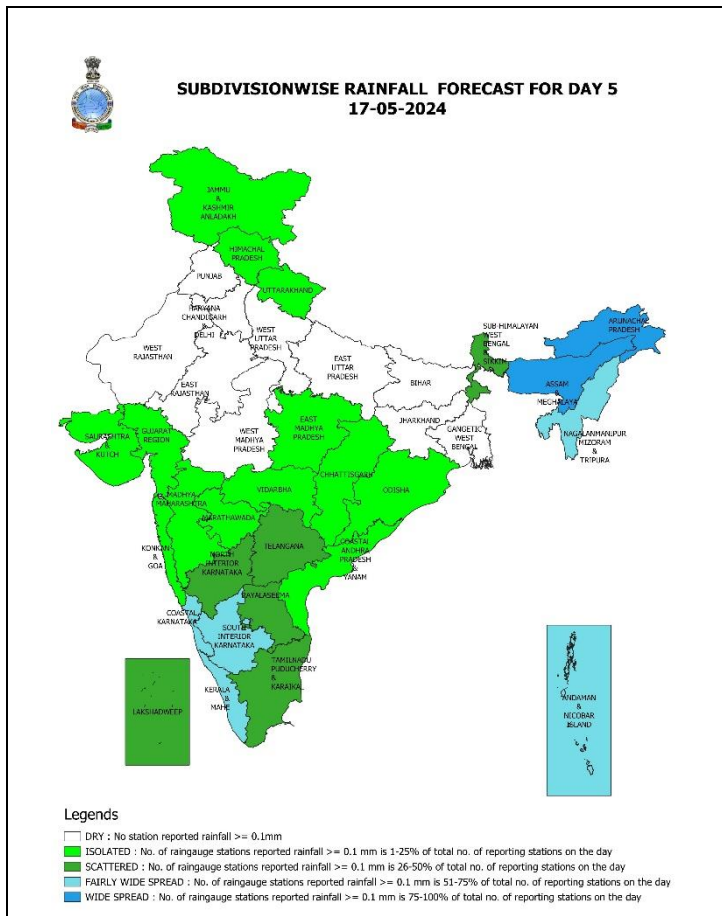 SUBDIVISIONWISE RAINFALL FORECAST FOR DAY 5
17-05-2024
JAMMU
&
KASHMIR
ANLADAKH
HIMACHAL
PRADESH
UTTARAKHAND
PUNJAB
HARYANA
CHANDIGARH
&
DELHI
WEST
UTTAR
PRADESH
WEST
RAJASTHAN
EAST
RAJASTHAN
EAST
UTTAR
PRADESH
BIHAR
SUB-HIMALAYAN
WEST
BENGAL
&
SIKKIM
ARUNACHAL
PRADESH
ASSAM
&
MEGHALAYA
NAGALANMANIPUR
MIZORAM
&
TRIPURA
JHARKHAND
GANGETIC
WEST
BENGAL
WEST
MADHYA
PRADESH
EAST
MADHYA
PRADESH
GUJARAT
REGION
SAURASHTRA
&
KUTCH
CHHATTISGARH
ODISHA
VIDARBHA
MADHYA
MAHARASHTRA
MARATHAWADA
KONKAN
&
GOA
TELANGANA
COASTAL
ANDHRA
PRADESH
&
YANAM
NORTH
INTERIOR
KARNATAKA
RAYALASEEMA
COASTAL
KARNATAKA
SOUTH
INTERIOR
KARNATAKA
TAMILNADU
PUDUCHERRY
&
KARAIKAL
KERALA
&
MAHE
LAKSHADWEEP
ANDAMAN
&
NICOBAR
ISLAND
Legends
DRY : No station reported rainfall >= 0.1mm
ISOLATED : No. of raingauge stations reported rainfall >= 0.1 mm is 1-25% of total no. of reporting stations on the day
SCATTERED : No. of raingauge stations reported rainfall >= 0.1 mm is 26-50% of total no. of reporting stations on the day
FAIRLY WIDE SPREAD : No. of raingauge stations reported rainfall >= 0.1 mm is 51-75% of total no. of reporting stations on the day
WIDE SPREAD : No. of raingauge stations reported rainfall >= 0.1 mm is 75-100% of total no. of reporting stations on the day